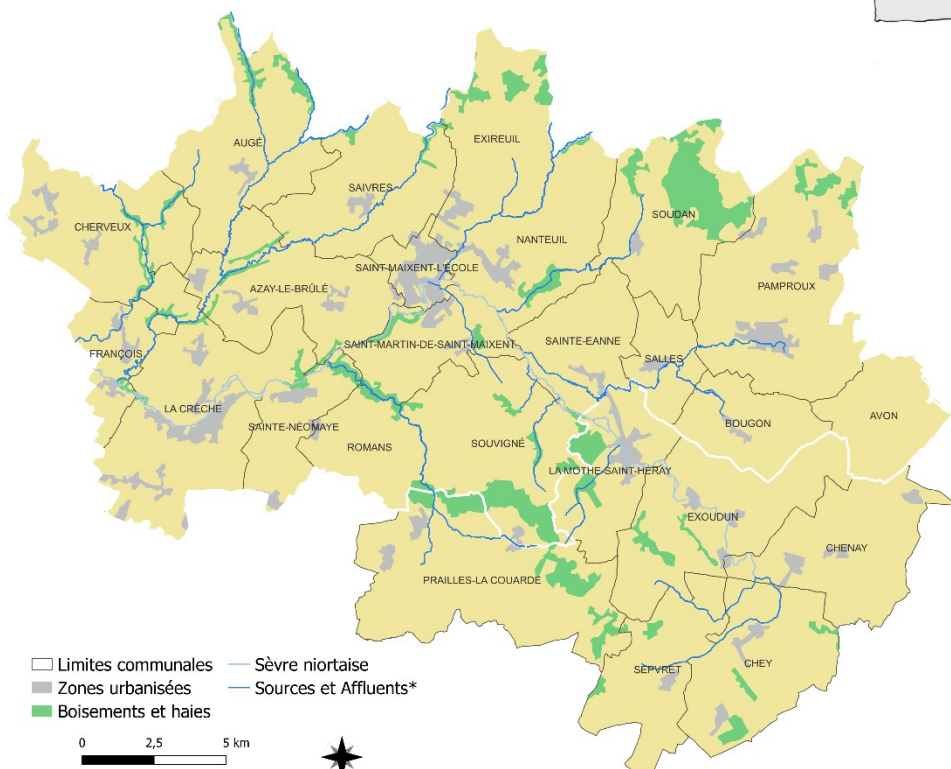 AUGÉ
EXIREUIL
SAIVRES
SOUDAN
CHERVEUX
NANTEUIL
SAINT-MAIXENT-L'ÉCOLE
PAMPROUX
AZAY-LE-BRÛLÉ
SAINT-MARTIN-DE-SAINT-MAIXENT
SAINTE-EANNE
FRANÇOIS
SALLES
LA CRÈCHE
AVON
SAINTE-NÉOMAYE
BOUGON
ROMANS
SOUVIGNÉ
LA MOTHE-SAINT-HÉRAY
EXOUDUN
CHENAY
PRAILLES-LA COUARDE
SEPVRET
CHEY
Limites communales
Zones urbanisées
Boisements et haies
Sèvre niortaise
Sources et Affluents*
0 2,5 5 km